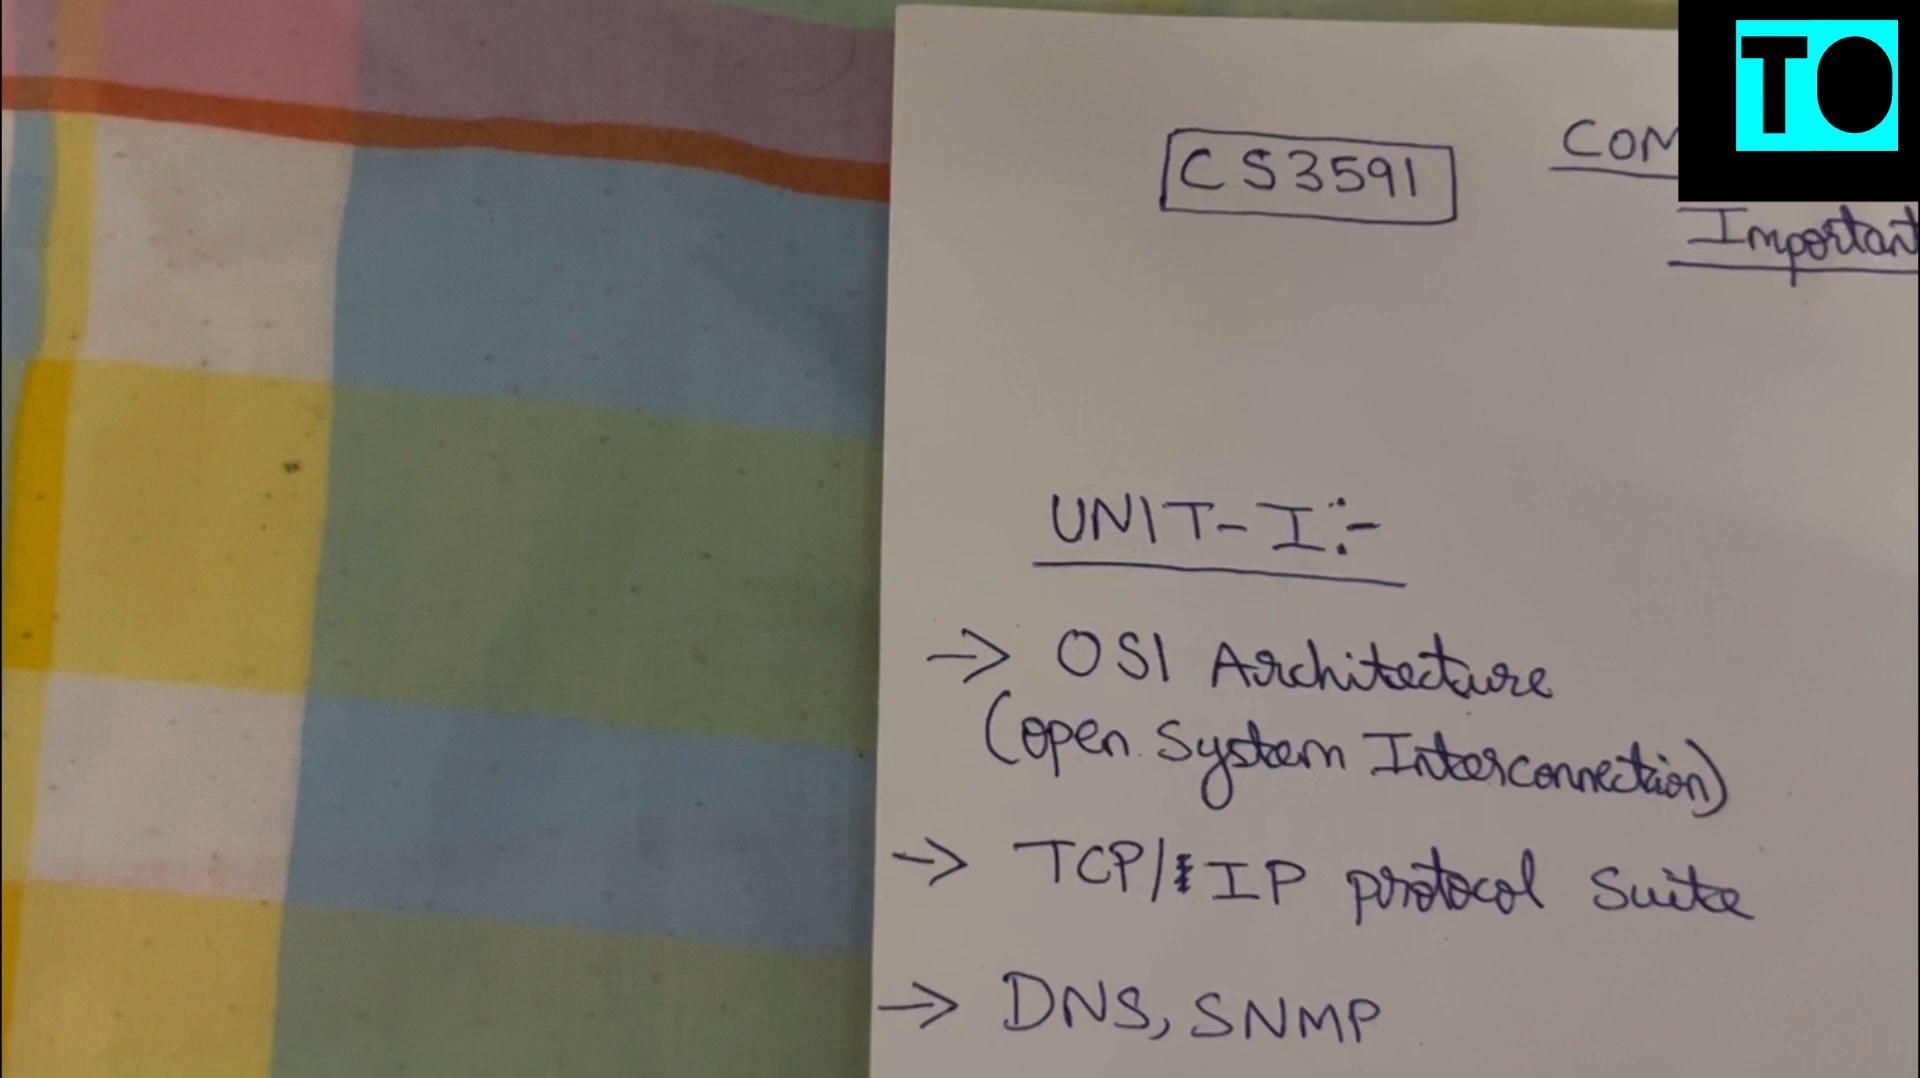 TO
CS3591
COM
Important
UNIT-I:-
→ OSI Architecture
(open System Interconnection)
→ TCP/IP protocol Suite
→ DNS, SNMP